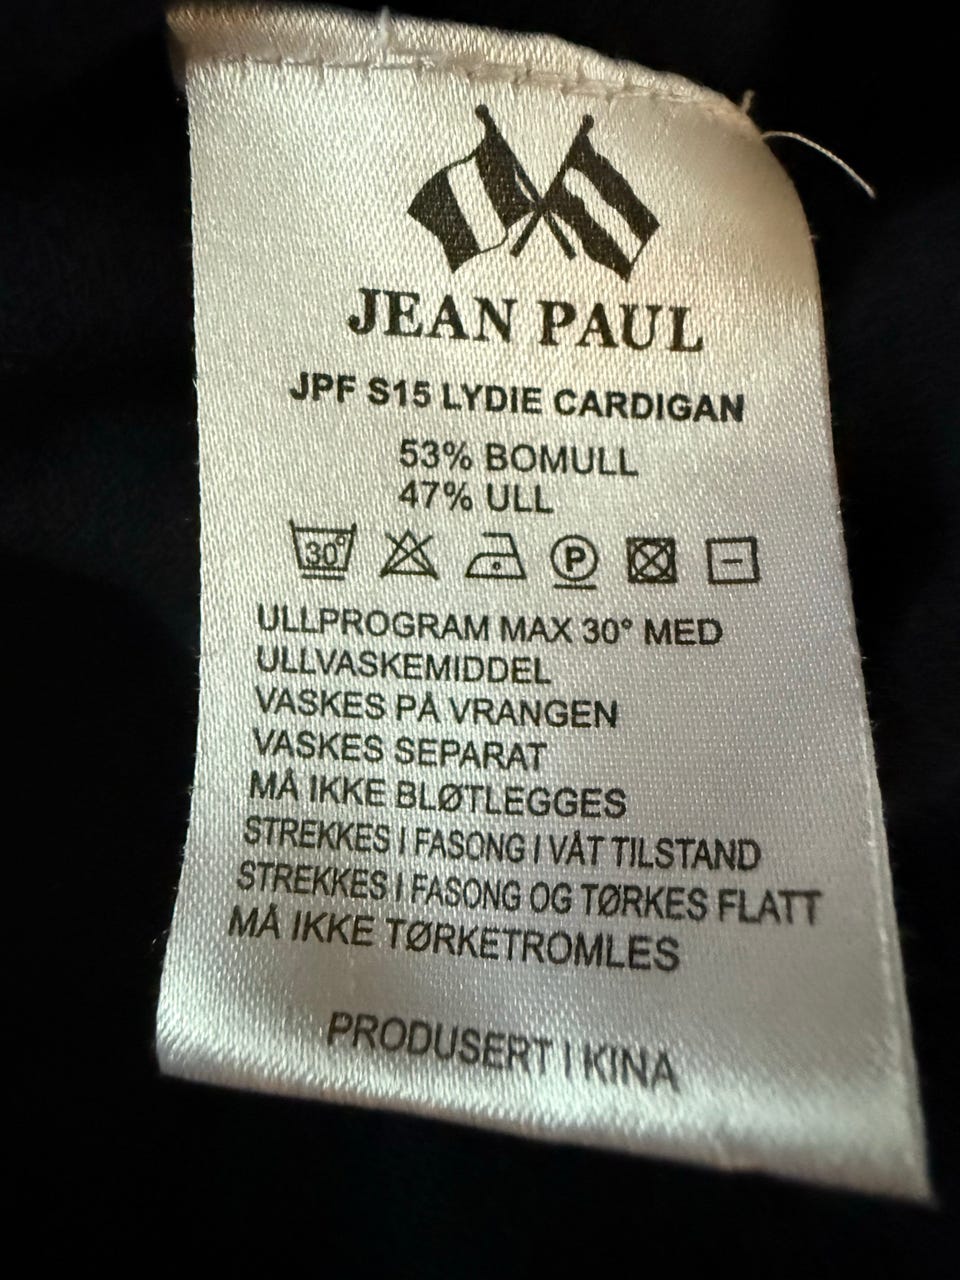 JEAN PAUL
JPF S15 LYDIE CARDIGAN
53% BOMULL
47% ULL
30° P
ULLPROGRAM MAX 30° MED
ULLVASKEMIDDEL
VASKES PÅ VRANGEN
VASKES SEPARAT
MÅ IKKE BLØTLEGGES
STREKKES I FASONG I VÅT TILSTAND
STREKKES I FASONG OG TØRKES FLATT
MÅ IKKE TØRKETROMLES
PRODUSERT I KINA